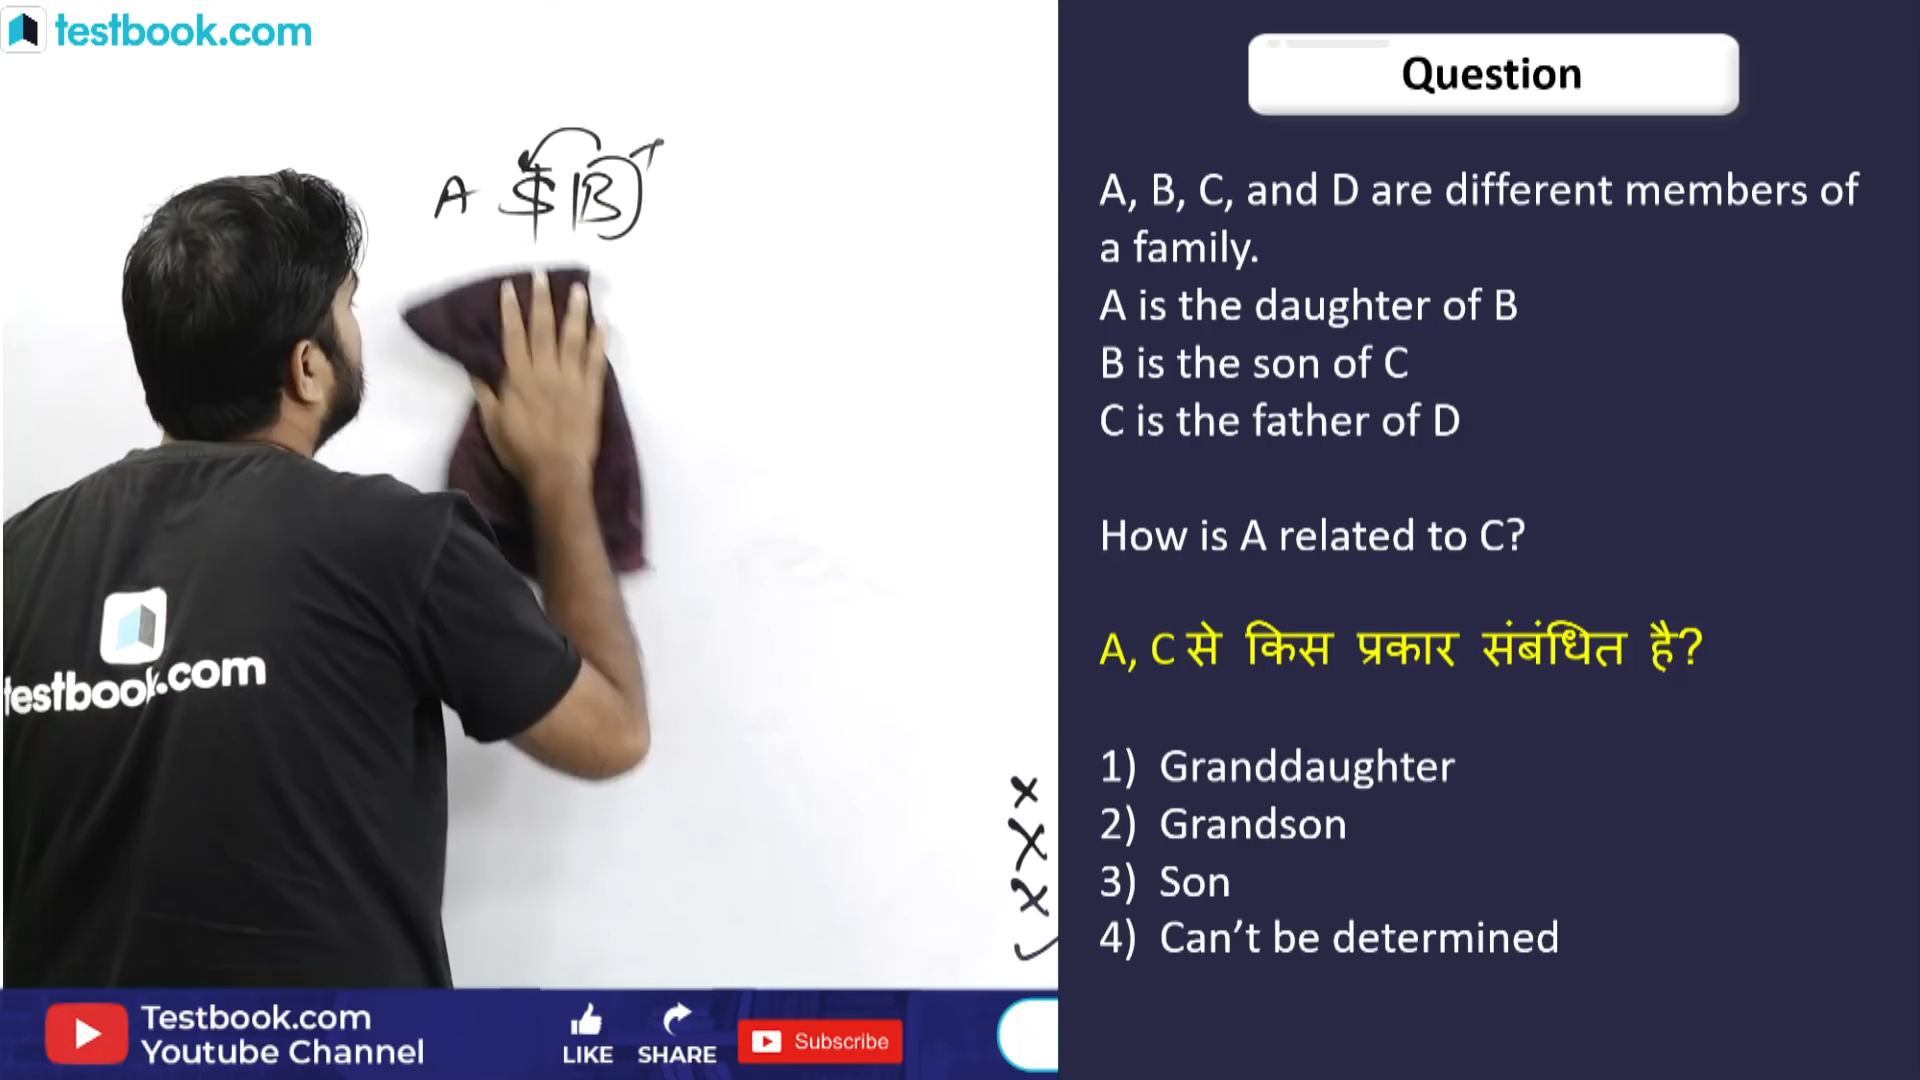 testbook.com
A $ |B) +
testbook.com
Question
A, B, C, and D are different members of
a family.
A is the daughter of B
B is the son of C
C is the father of D
How is A related to C?
A, C से किस प्रकार संबंधित है?
1) Granddaughter
2) Grandson
3) Son
4) Can’t be determined
Testbook.com
Youtube Channel
LIKE
SHARE
Subscribe